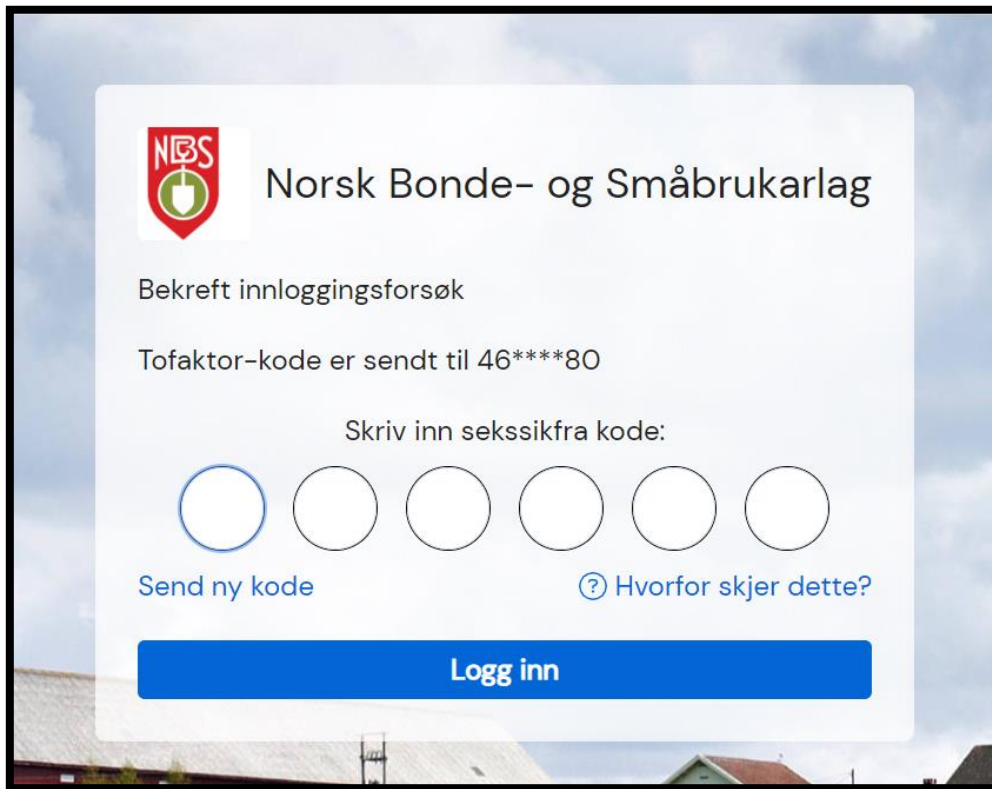 NBS
Norsk Bonde- og Småbrukarlag
Bekreft innloggingsforsøk
Tofaktor-kode er sendt til 46****80
Skriv inn sekssikfra kode:
Send ny kode
? Hvorfor skjer dette?
Logg inn